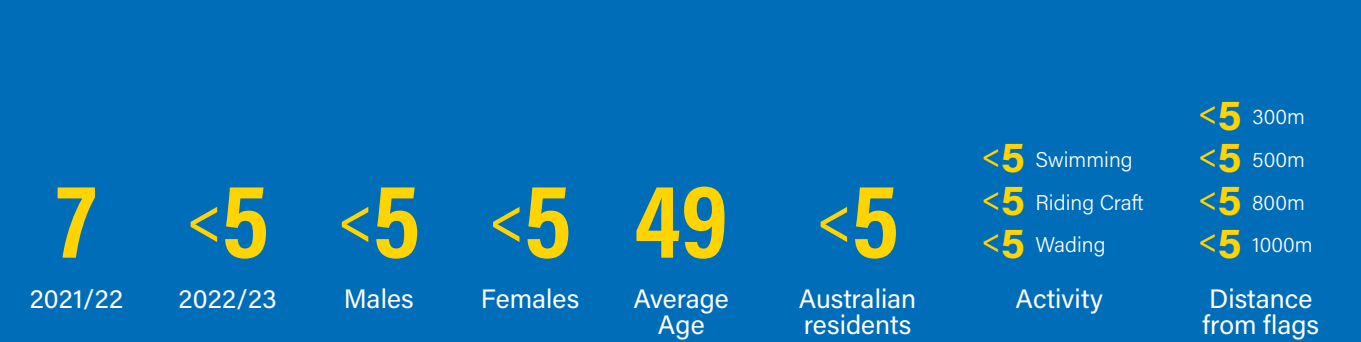 <5 300m
<5 Swimming
<5 500m
<5 Riding Craft
<5 800m
<5 Wading
<5 1000m
7
2021/22
<5
2022/23
<5
Males
<5
Females
49
Average
Age
<5
Australian
residents
Activity
Distance
from flags